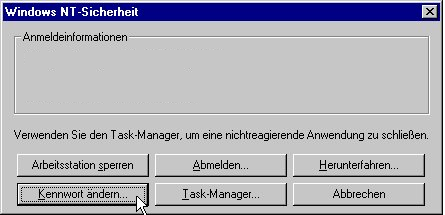 Windows NT-Sicherheit
Anmeldeinformationen
Verwenden Sie den Task-Manager, um eine nichtreagierende Anwendung zu schließen.
Arbeitsstation sperren Abmelden... Herunterfahren...
Kennwort ändern... Task-Manager... Abbrechen